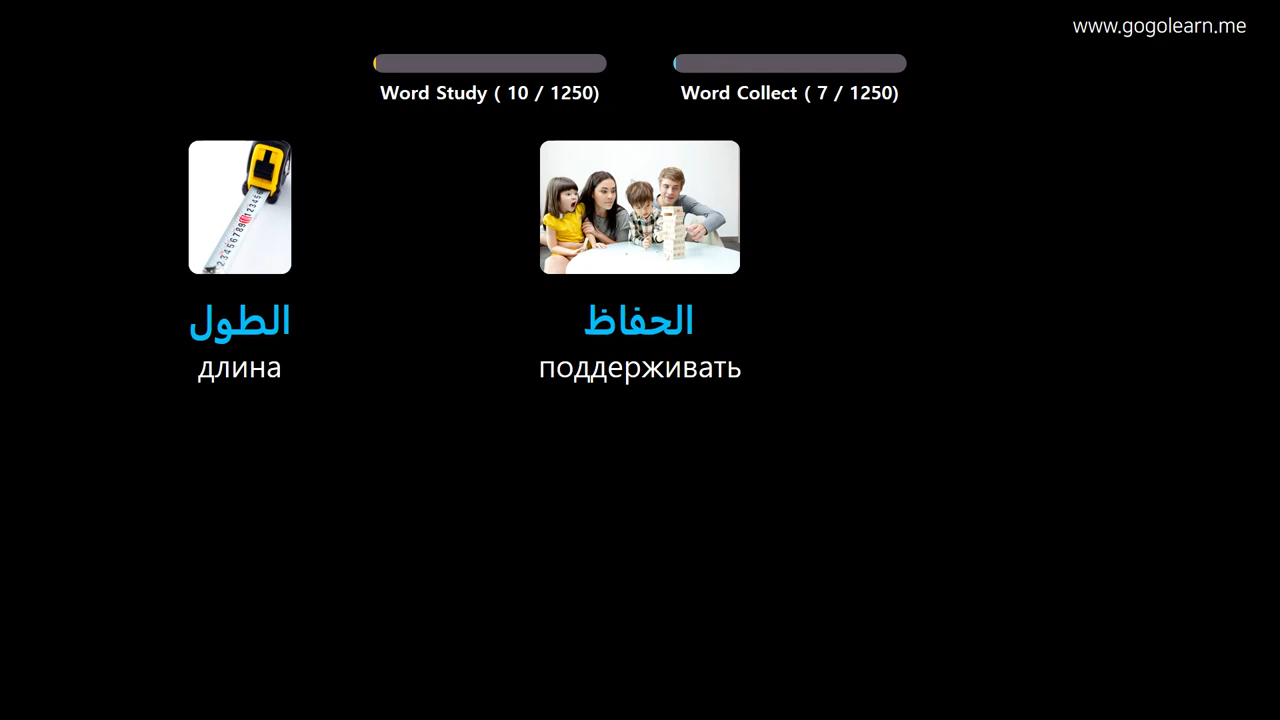 www.gogolearn.me
Word Study ( 10 / 1250)
Word Collect ( 7 / 1250)
الطول
длина
الحفاظ
поддерживать